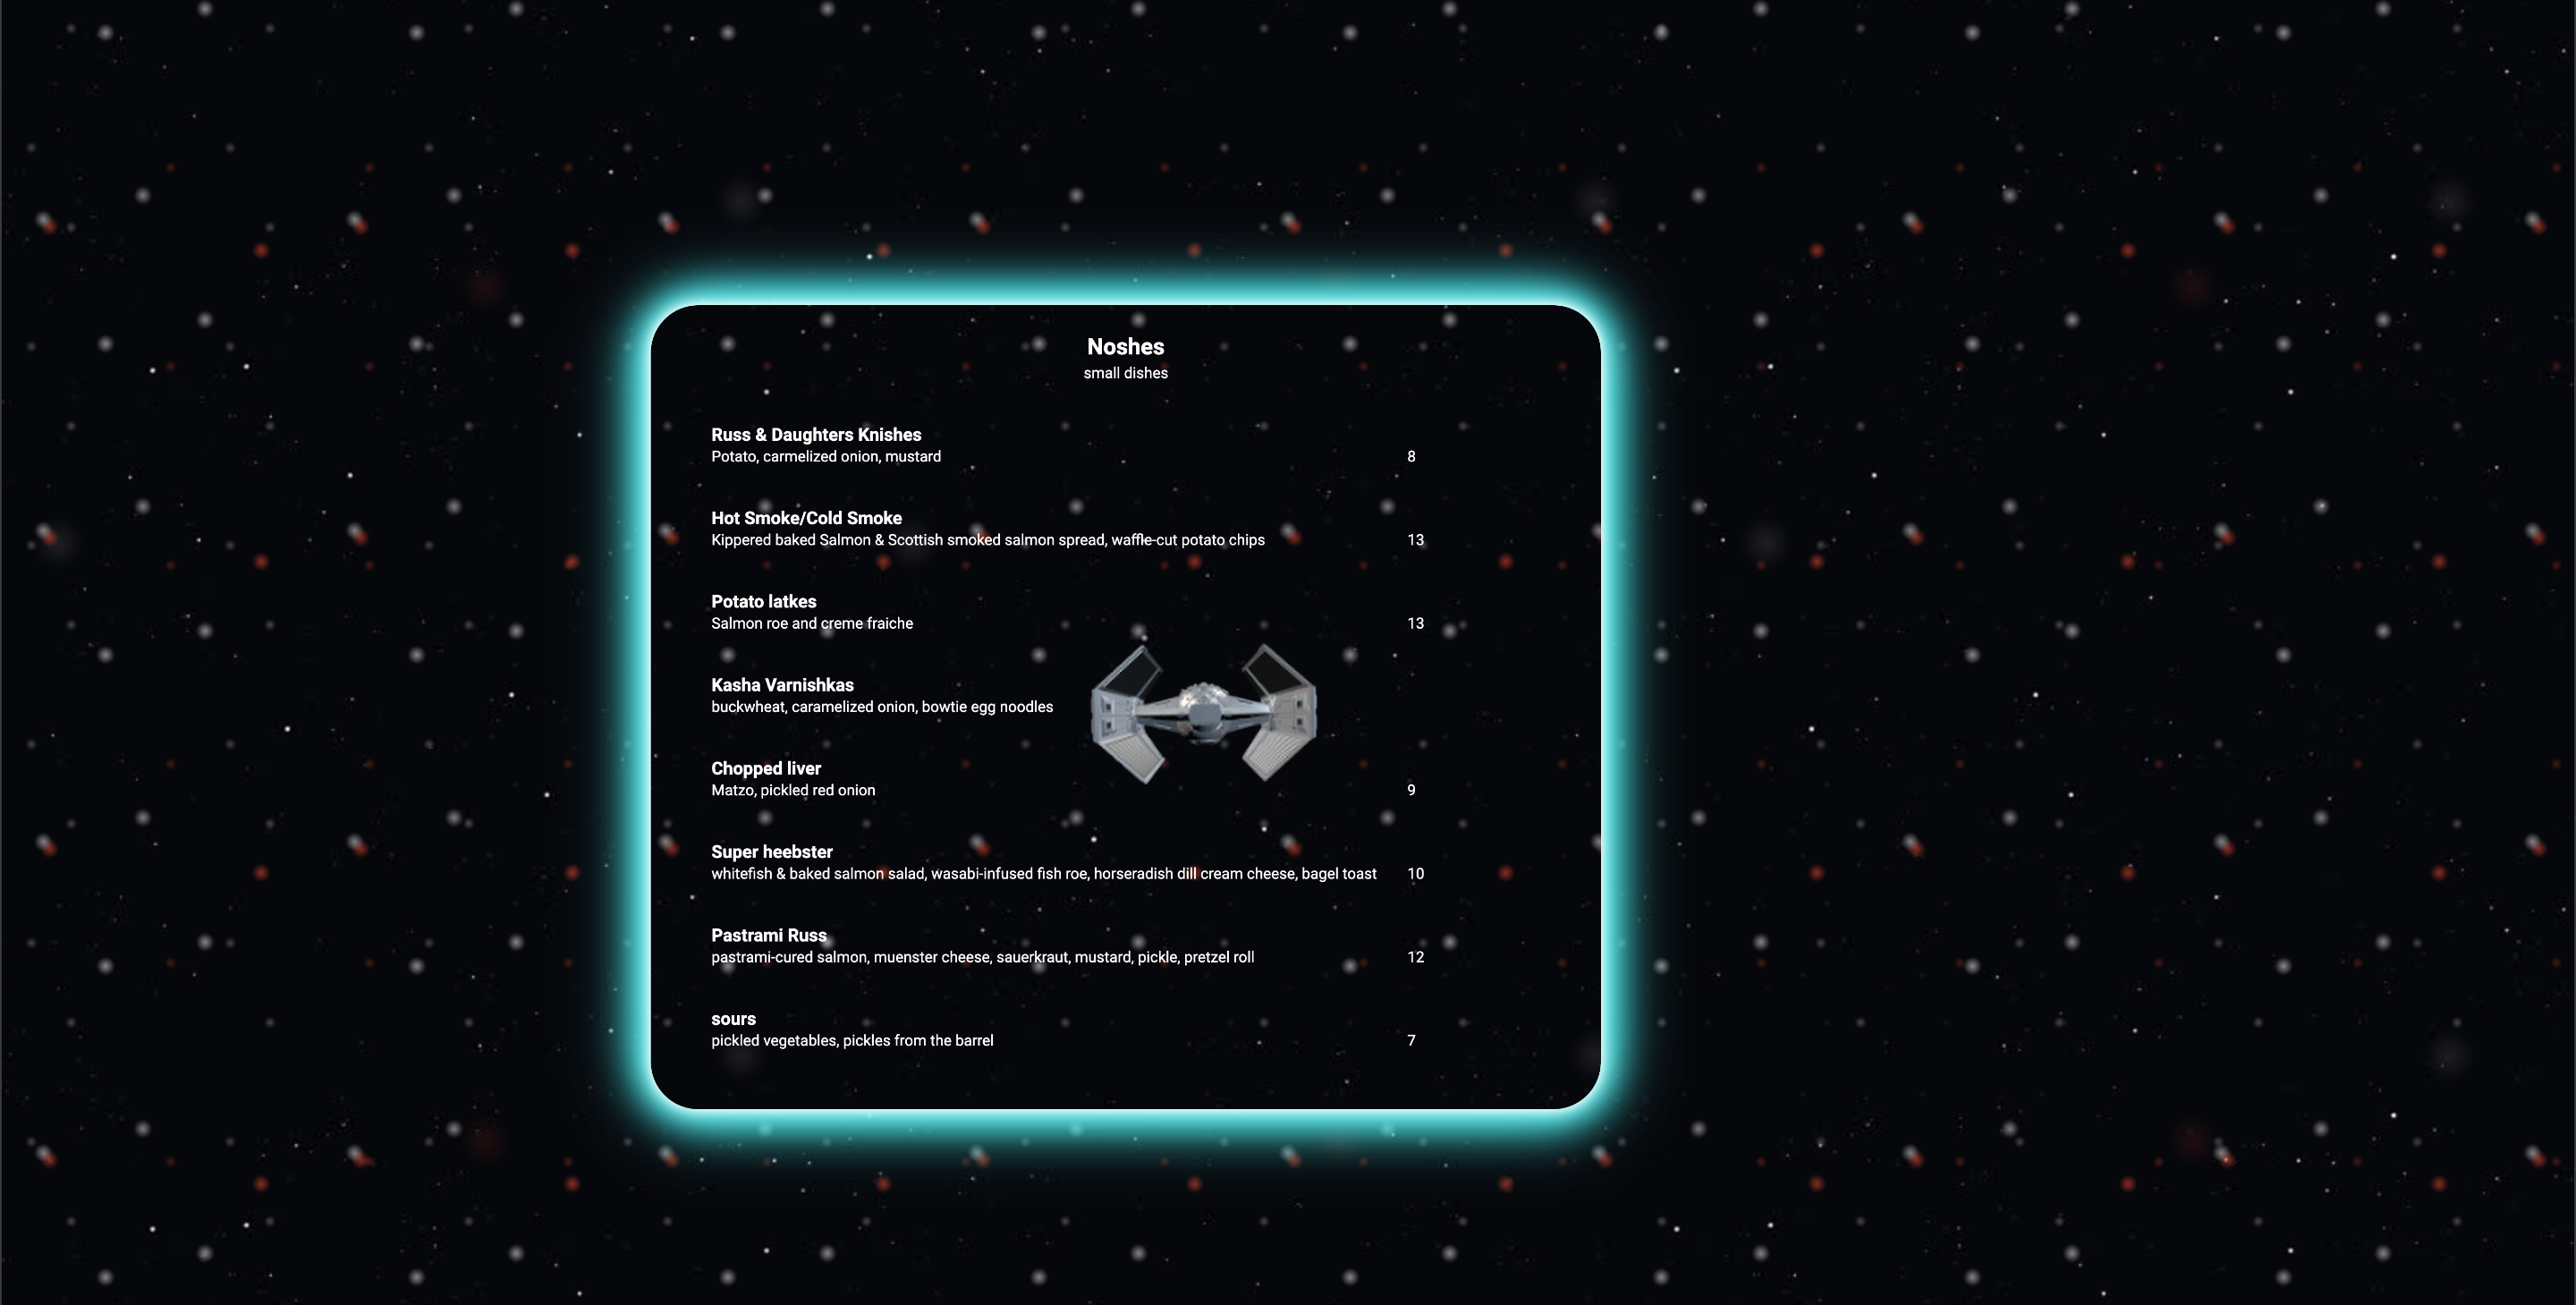 Noshes
small dishes
Russ & Daughters Knishes
Potato, carmelized onion, mustard 8
Hot Smoke/Cold Smoke
Kippered baked Salmon & Scottish smoked salmon spread, waffle-cut potato chips 13
Potato latkes
Salmon roe and creme fraiche 13
Kasha Varnishkas
buckwheat, caramelized onion, bowtie egg noodles
Chopped liver
Matzo, pickled red onion 9
Super heebster
whitefish & baked salmon salad, wasabi-infused fish roe, horseradish dill cream cheese, bagel toast 10
Pastrami Russ
pastrami-cured salmon, muenster cheese, sauerkraut, mustard, pickle, pretzel roll 12
sours
pickled vegetables, pickles from the barrel 7